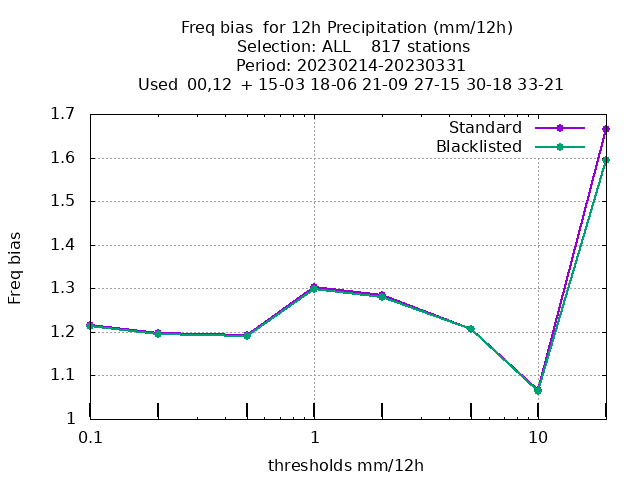 Freq bias  for 12h Precipitation (mm/12h)
Selection: ALL    817 stations
Period: 20230214-20230331
Used  00,12  + 15-03 18-06 21-09 27-15 30-18 33-21
1.7
1.6
1.5
1.4
1.3
1.2
1.1
1
Freq bias
Standard
Blacklisted
0.1
1
10
thresholds mm/12h